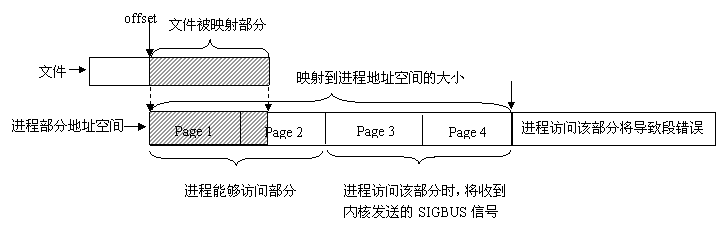 offset
文件被映射部分
文件
映射到进程地址空间的大小
进程部分地址空间
Page 1
Page 2
Page 3
Page 4
进程访问该部分将导致段错误
进程能够访问部分
进程访问该部分时，将收到
内核发送的 SIGBUS 信号